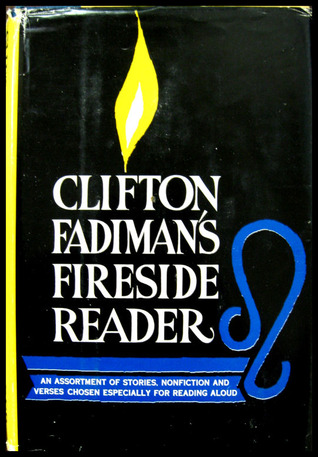 CLIFTON
FADIMAN'S
FIRESIDE
READER
AN ASSORTMENT OF STORIES, NONFICTION AND
VERSES CHOSEN ESPECIALLY FOR READING ALOUD